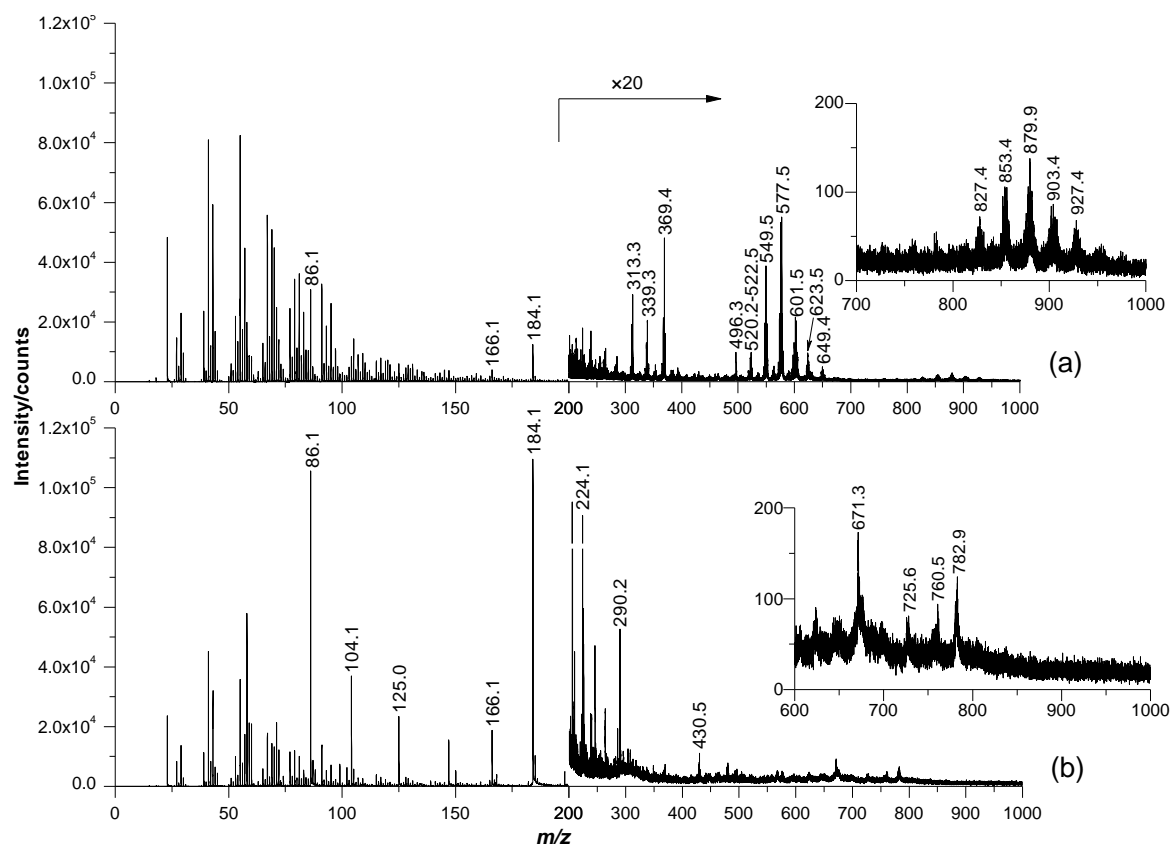 1.2x10⁵
1.0x10⁵
8.0x10⁴
6.0x10⁴
4.0x10⁴
2.0x10⁴
0.0
×20
86.1
166.1
184.1
313.3
339.3
369.4
496.3
520.2-522.5
549.5
577.5
601.5
623.5
649.4
200
100
0
827.4
853.4
879.9
903.4
927.4
700 800 900 1000
(a)
0 50 100 150 200 300 400 500 600 700 800 900 1000
Intensity/counts
1.2x10⁵
1.0x10⁵
8.0x10⁴
6.0x10⁴
4.0x10⁴
2.0x10⁴
0.0
86.1
104.1
125.0
166.1
184.1
224.1
290.2
430.5
200
100
0
671.3
725.6
760.5
782.9
600 700 800 900 1000
(b)
0 50 100 150 200 300 400 500 600 700 800 900 1000
m/z